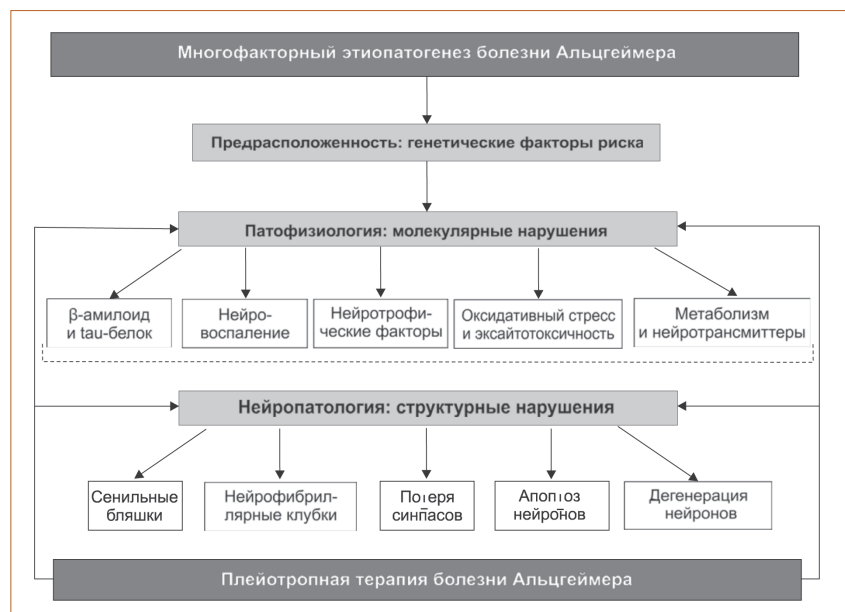 Многофакторный этиопатогенез болезни Альцгеймера
Предрасположенность: генетические факторы риска
Патофизиология: молекулярные нарушения
β-амилоид
и tau-белок
Нейро-
воспаление
Нейротрофи-
ческие факторы
Оксидативный стресс
и эксайтотоксичность
Метаболизм
и нейротрансмиттеры
Нейропатология: структурные нарушения
Сенильные
бляшки
Нейрофибрил-
лярные клубки
Потеря
синпасов
Апоптоз
нейронов
Дегенерация
нейронов
Плейотропная терапия болезни Альцгеймера